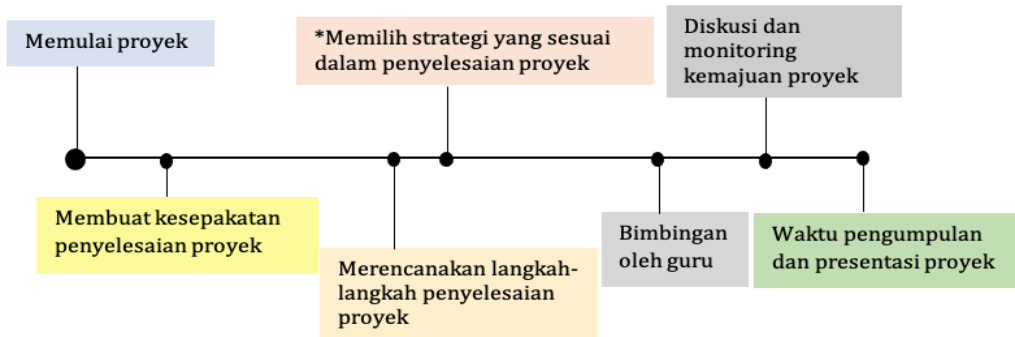 Memulai proyek
Membuat kesepakatan
penyelesaian proyek
Merencanakan langkah-
langkah penyelesaian
proyek
*Memilih strategi yang sesuai
dalam penyelesaian proyek
Bimbingan
oleh guru
Diskusi dan
monitoring
kemajuan proyek
Waktu pengumpulan
dan presentasi proyek